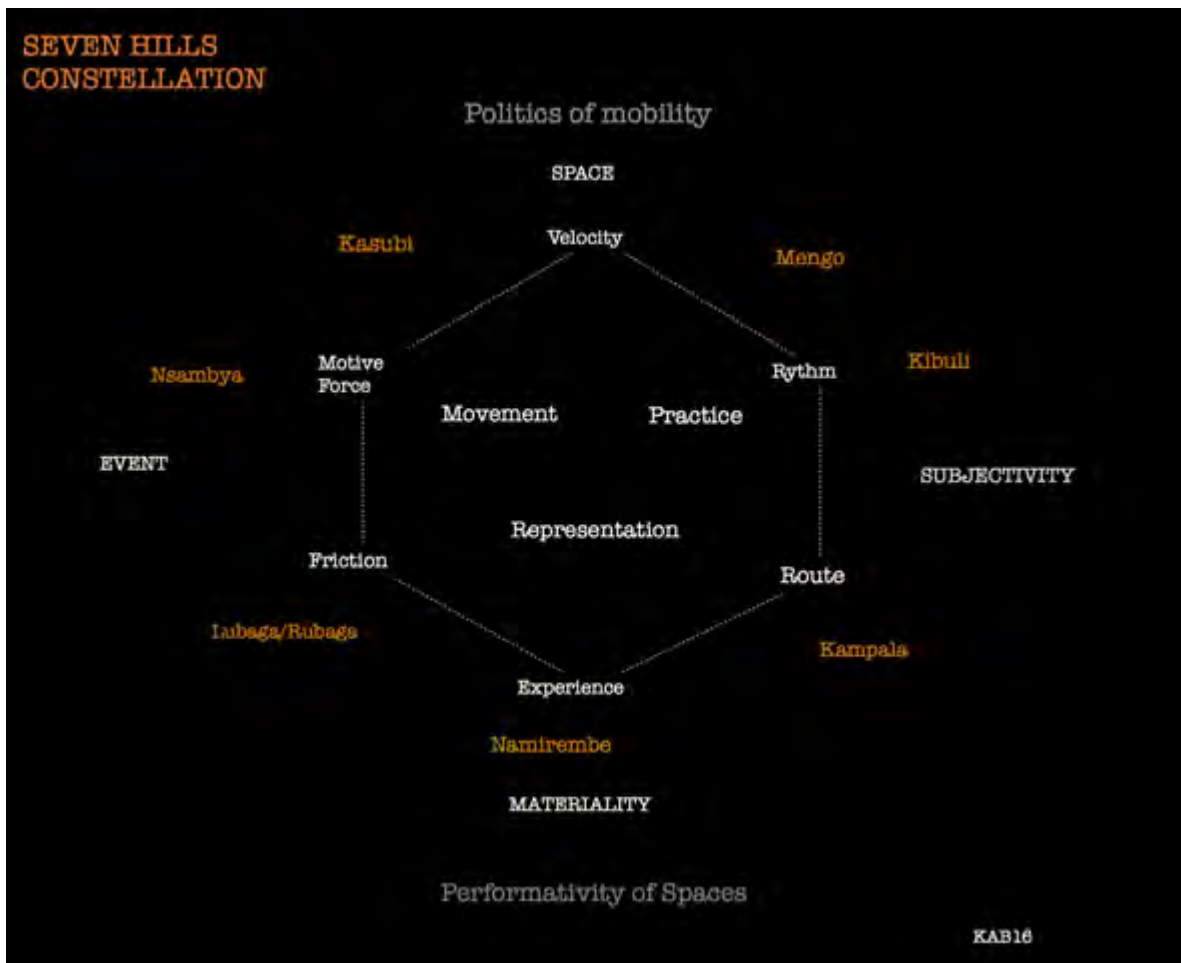 SEVEN HILLS
CONSTELLATION
Politics of mobility
SPACE
Velocity
Kasubi
Mengo
Motive
Force
Rythm
Kibuli
Nsambya
Movement
Practice
EVENT
SUBJECTIVITY
Representation
Friction
Route
Lubaga/Rubaga
Kampala
Experience
Namirembe
MATERIALITY
Performativity of Spaces
KAB16